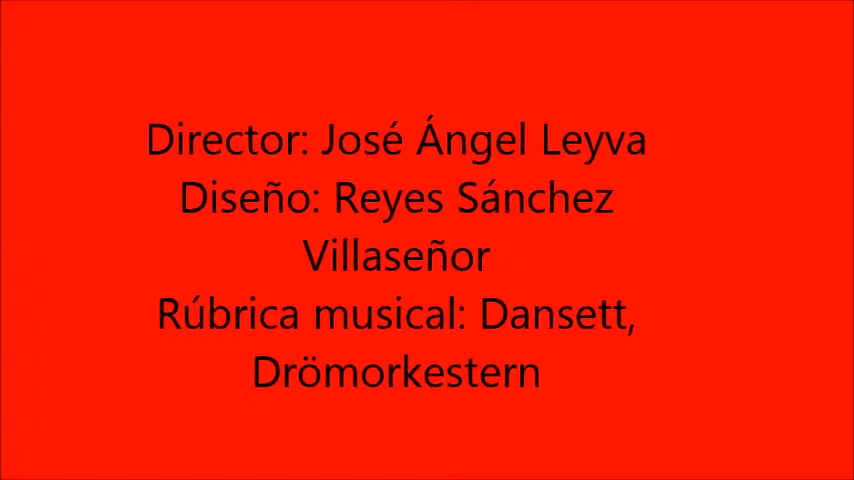 Director: José Ángel Leyva
Diseño: Reyes Sánchez
Villaseñor
Rúbrica musical: Dansett,
Drömorkestern